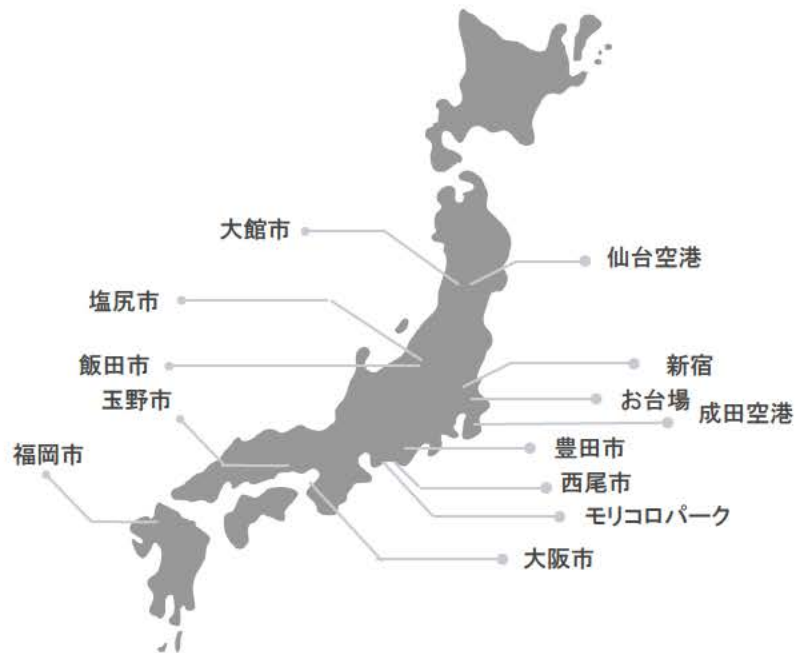 大館市
仙台空港
塩尻市
飯田市
新宿
玉野市
お台場
成田空港
福岡市
豊田市
西尾市
モリコロパーク
大阪市